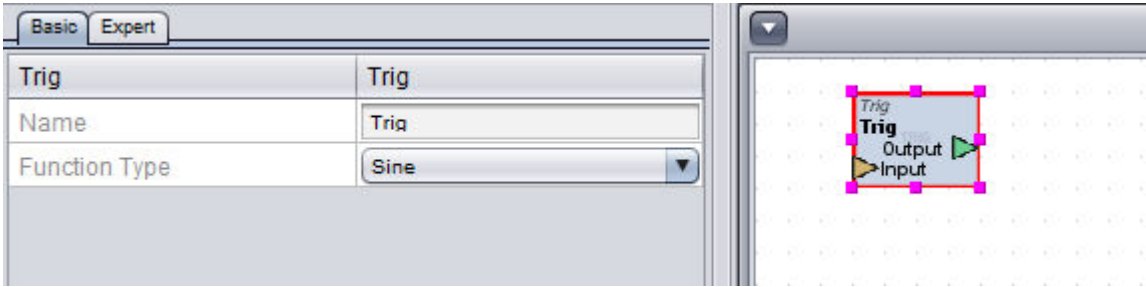 Basic Expert
Trig Trig
Name Trig
Function Type Sine
Trig
Trig
Output
Input